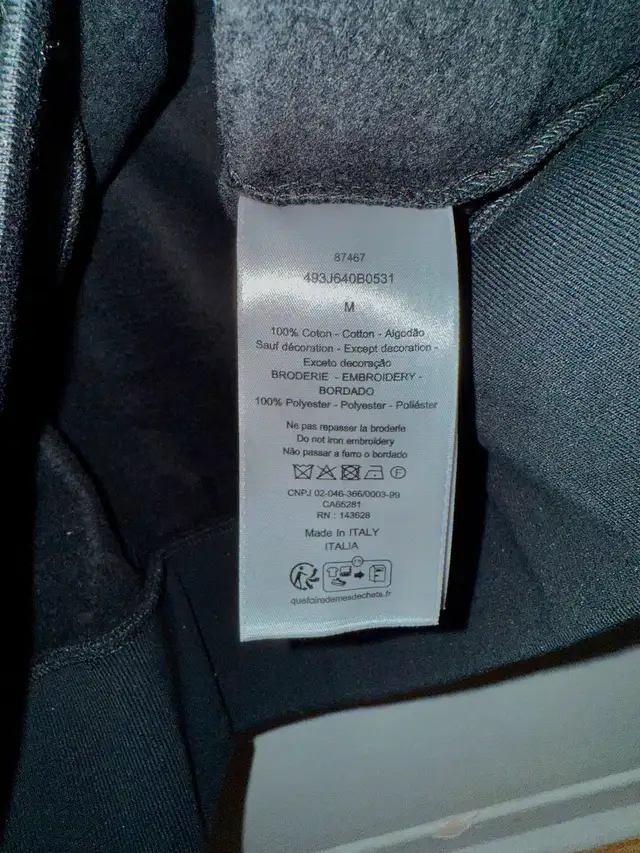 87467
493J640B0531
M
100% Coton - Cotton - Algodão
Sauf décoration - Except decoration -
Exceto decoração
BRODERIE - EMBROIDERY -
BORDADO
100% Polyester - Polyester - Poliéster
Ne pas repasser la broderie
Do not iron embroidery
Não passar a ferro o bordado
F
CNPJ 02-046-366/0003-99
CA65281
RN : 143628
Made in ITALY
ITALIA
quefairedemesdechets.fr